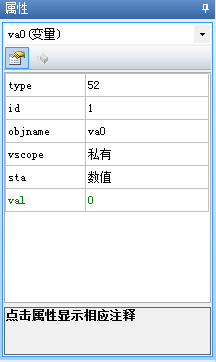 属性
va0(变量)
type 52
id 1
objname va0
vscope 私有
sta 数值
val 0
点击属性显示相应注释